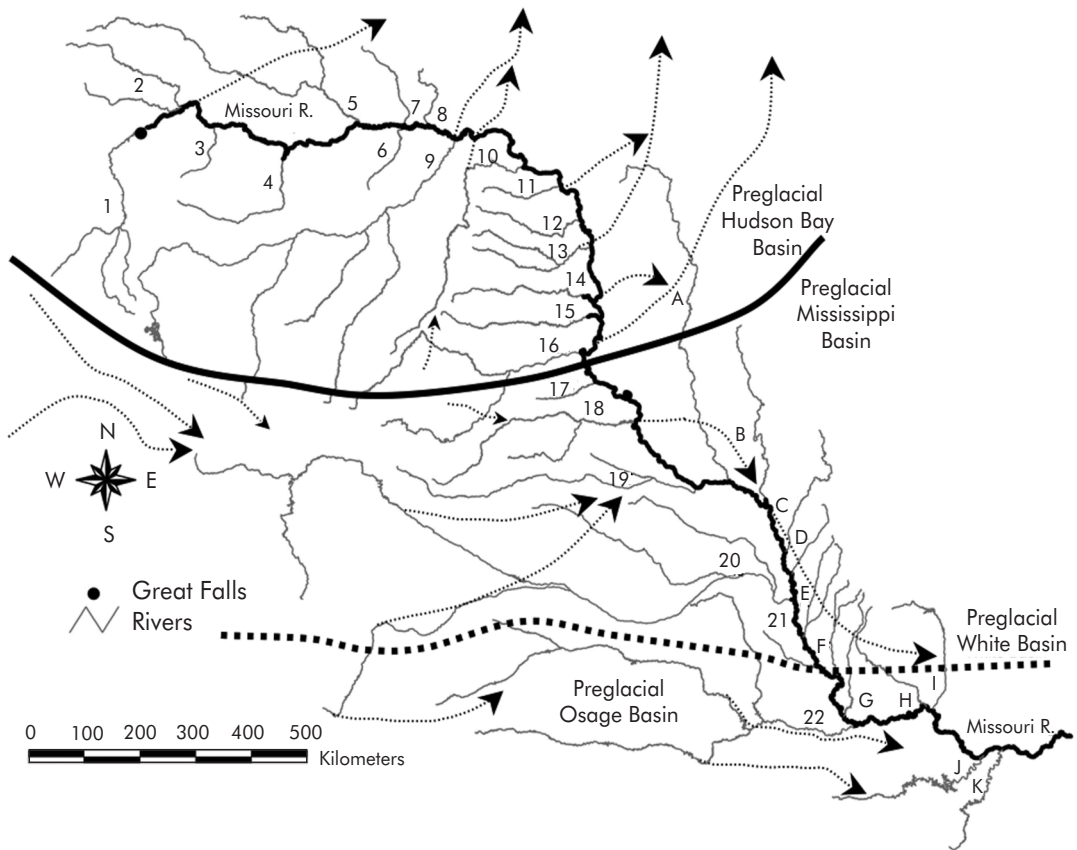 2
Missouri R.
5
7
8
3
6
9
10
4
11
1
12
13
14
15
16
17
18
19
20
21
22
A
B
C
D
E
F
G
H
I
J
K
Preglacial
Hudson Bay
Basin
Preglacial
Mississippi
Basin
N
W E
S
Great Falls
Rivers
Preglacial
White Basin
Preglacial
Osage Basin
Missouri R.
0 100 200 300 400 500
Kilometers